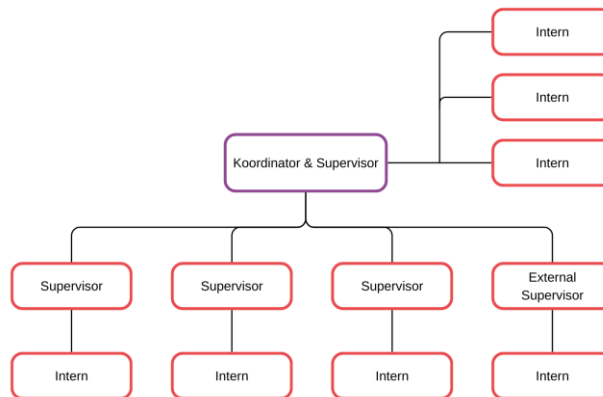 Intern
Intern
Koordinator & Supervisor
Intern
Supervisor
Supervisor
Supervisor
External
Supervisor
Intern
Intern
Intern
Intern